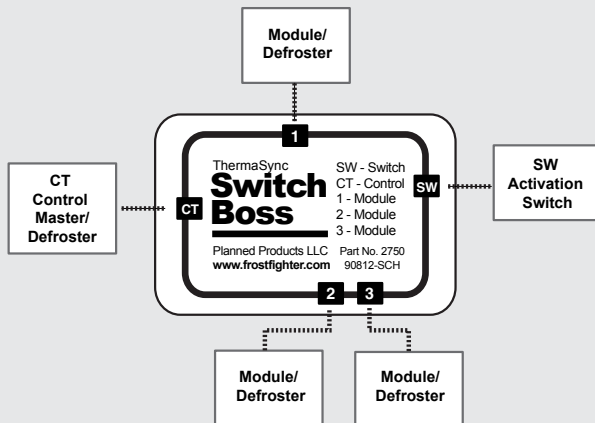 Module/
Defroster
1
CT
Control
Master/
Defroster
CT
ThermaSync
Switch
Boss
Planned Products LLC
www.frostfighter.com
SW - Switch
CT - Control
1 - Module
2 - Module
3 - Module
Part No. 2750
90812-SCH
SW
SW
Activation
Switch
2
3
Module/
Defroster
Module/
Defroster